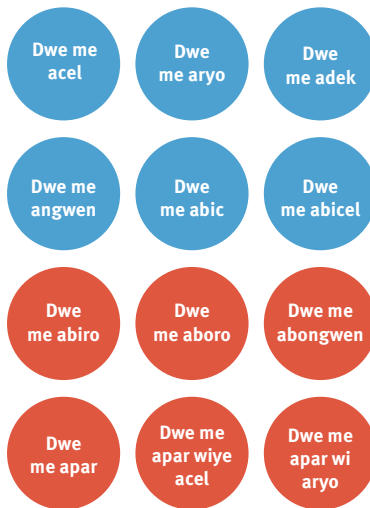 Dwe me
acel
Dwe
me aryo
Dwe
me adek
Dwe me
angwen
Dwe
me abic
Dwe
me abicel
Dwe
me abiro
Dwe
me aboro
Dwe me
abongwen
Dwe
me apar
Dwe me
apar wiye
acel
Dwe me
apar wi
aryo